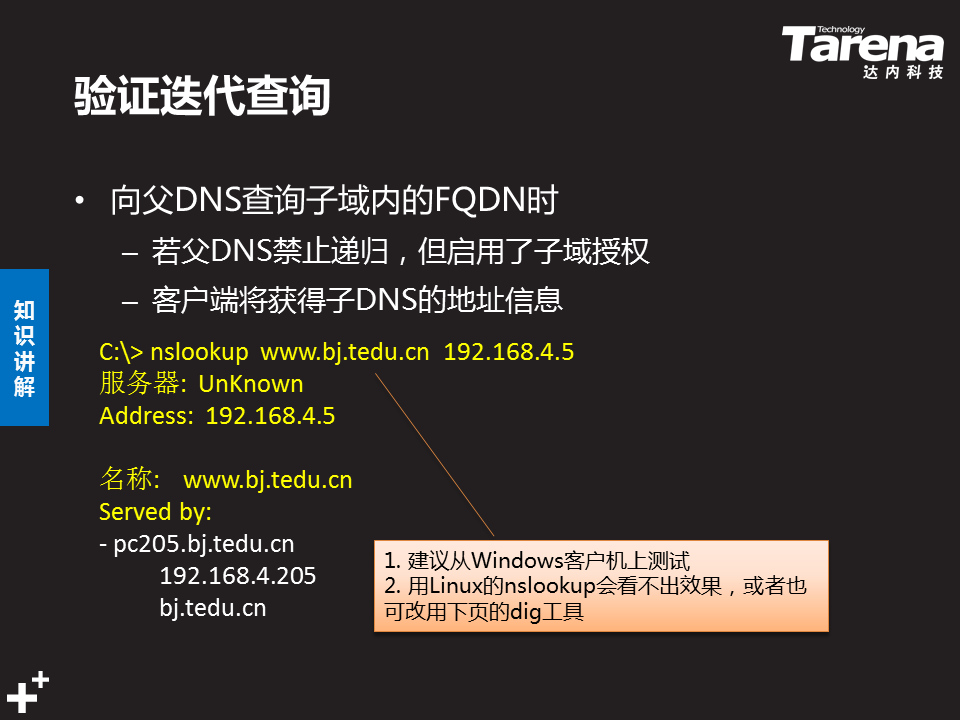 Technology
Tarena
达内科技
验证迭代查询
• 向父DNS查询子域内的FQDN时
– 若父DNS禁止递归，但启用了子域授权
– 客户端将获得子DNS的地址信息
知识讲解
C:\> nslookup www.bj.tedu.cn 192.168.4.5
服务器: UnKnown
Address: 192.168.4.5
名称: www.bj.tedu.cn
Served by:
- pc205.bj.tedu.cn
192.168.4.205
bj.tedu.cn
1. 建议从Windows客户机上测试
2. 用Linux的nslookup会看不出效果，或者也
可改用下页的dig工具